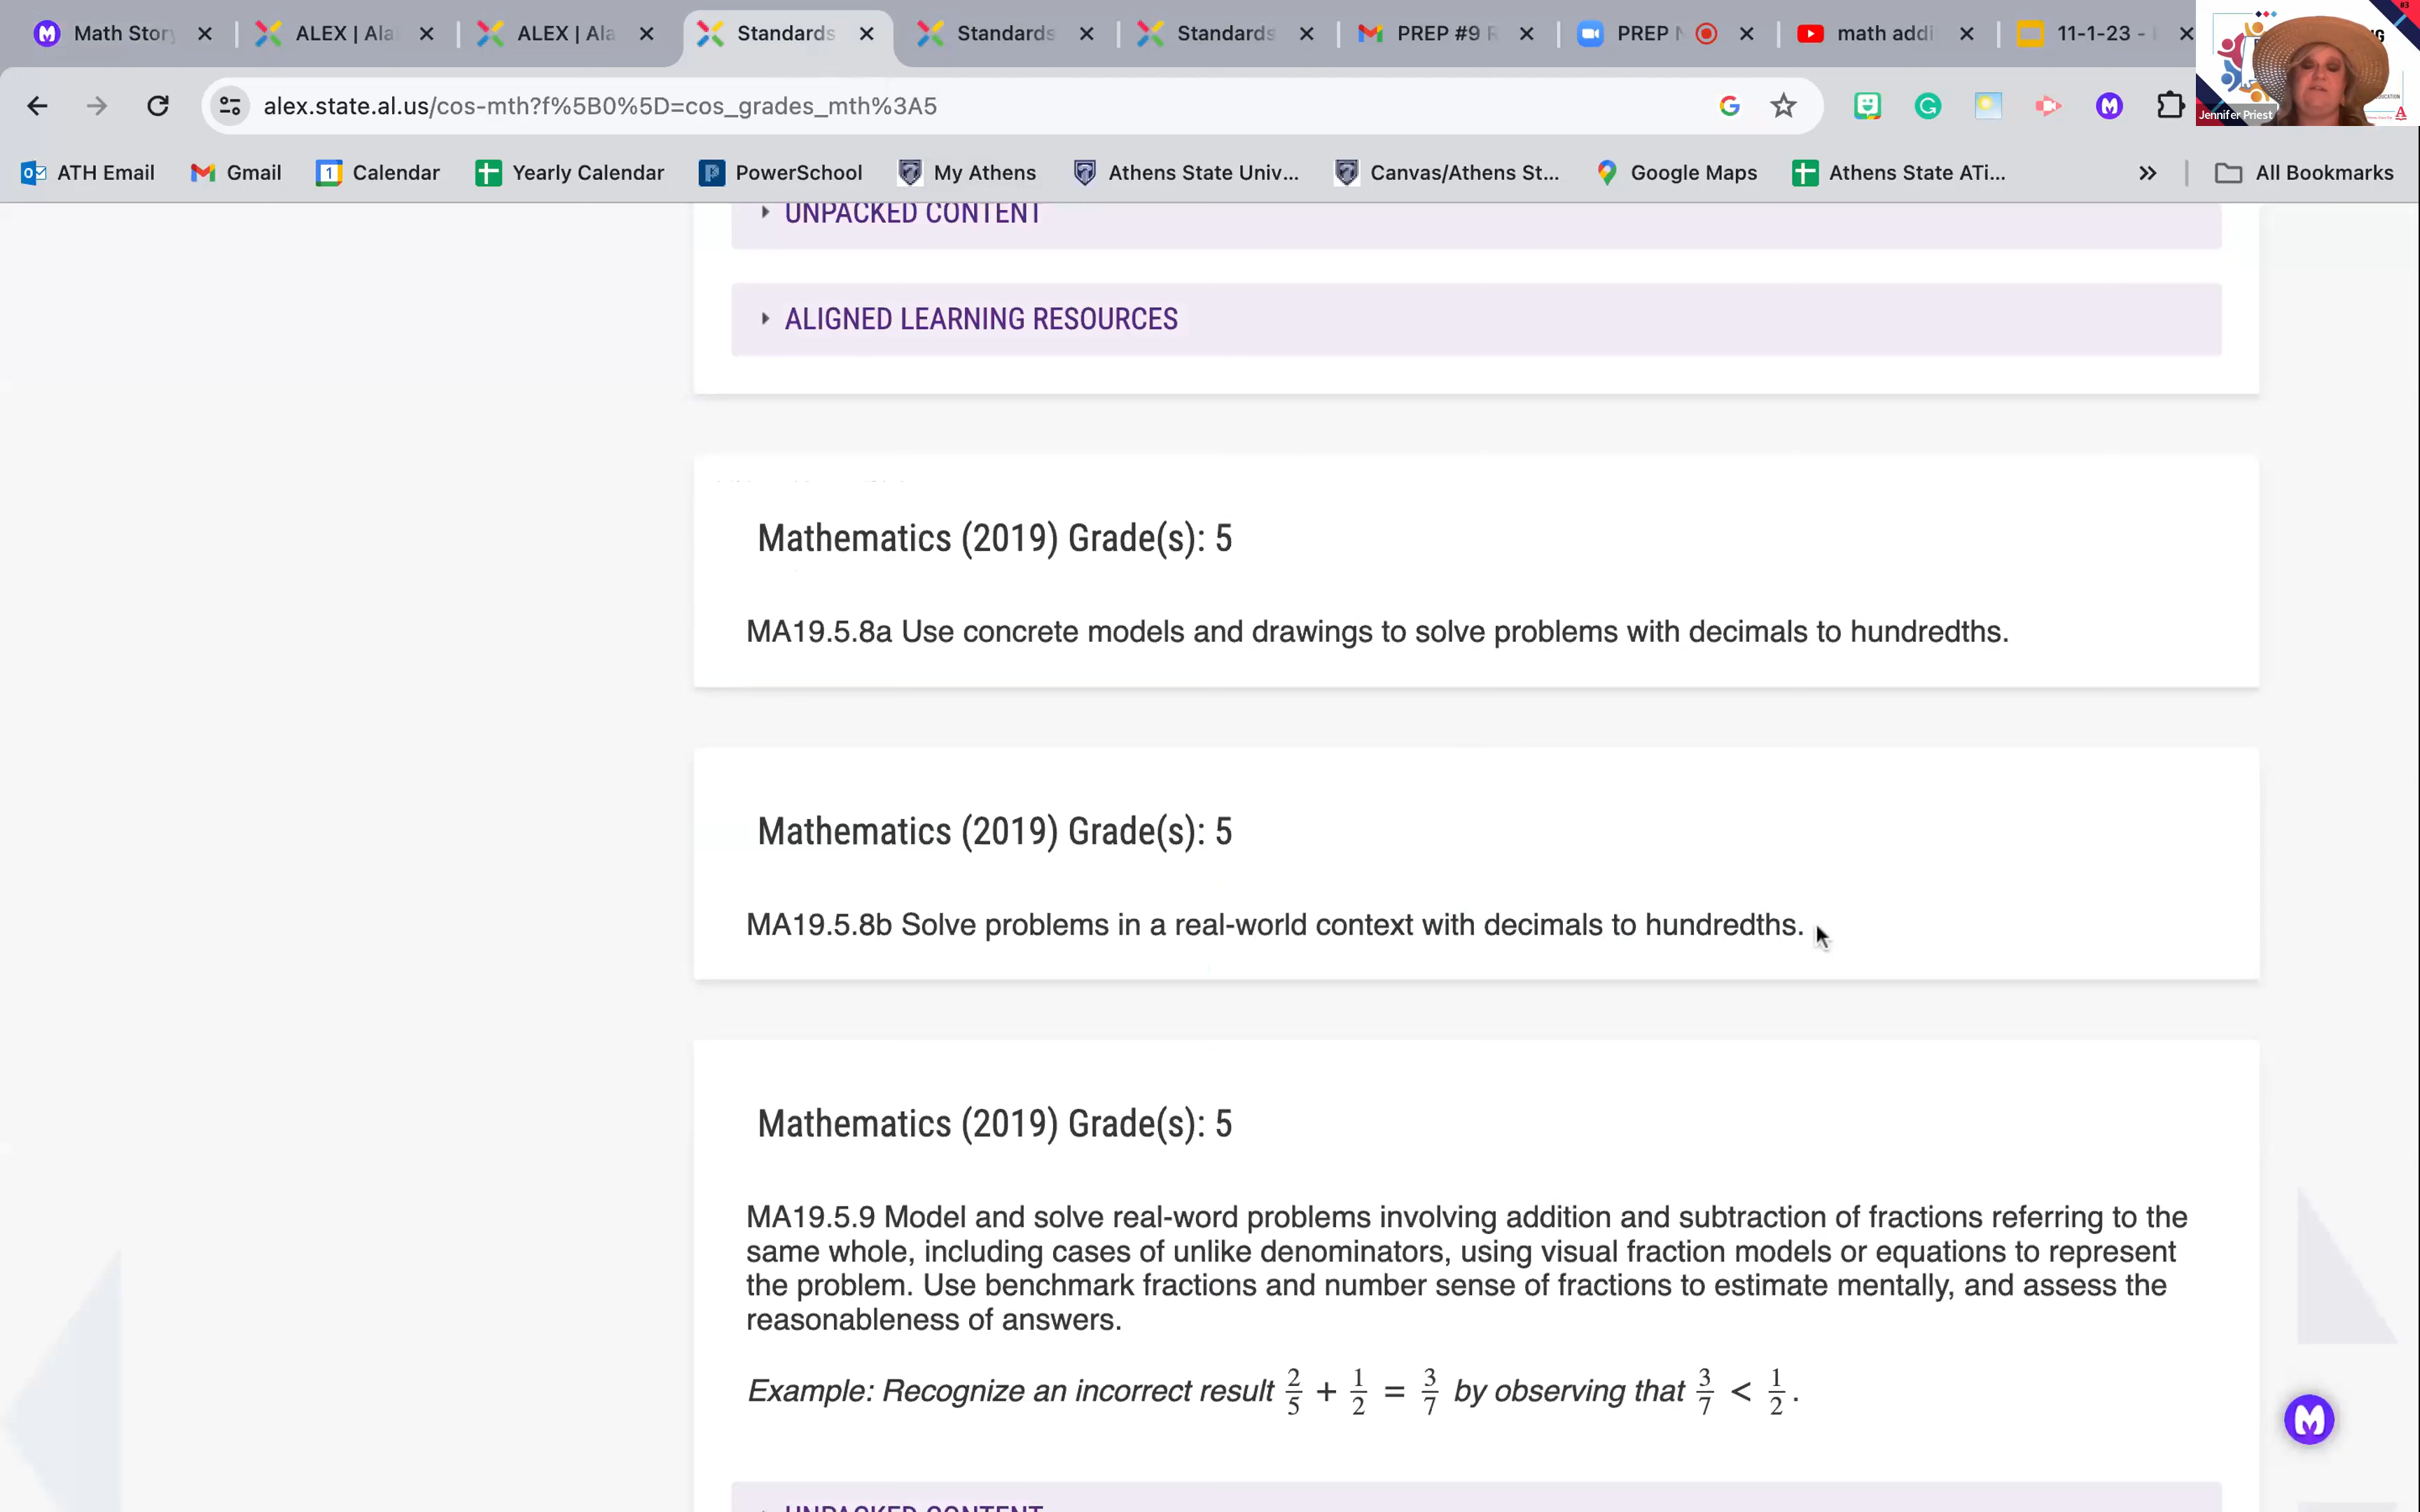 Math Story
ALEX | Ala
ALEX | Ala
Standards
Standards
Standards
PREP #9 R
PREP N
math addi
11-1-23 -
alex.state.al.us/cos-mth?f%5B0%5D=cos_grades_mth%3A5
Jennifer Priest
ATH Email
Gmail
Calendar
Yearly Calendar
PowerSchool
My Athens
Athens State Univ...
Canvas/Athens St...
Google Maps
Athens State ATi...
All Bookmarks
UNPACKED CONTENT
ALIGNED LEARNING RESOURCES
Mathematics (2019) Grade(s): 5
MA19.5.8a Use concrete models and drawings to solve problems with decimals to hundredths.
Mathematics (2019) Grade(s): 5
MA19.5.8b Solve problems in a real-world context with decimals to hundredths.
Mathematics (2019) Grade(s): 5
MA19.5.9 Model and solve real-word problems involving addition and subtraction of fractions referring to the
same whole, including cases of unlike denominators, using visual fraction models or equations to represent
the problem. Use benchmark fractions and number sense of fractions to estimate mentally, and assess the
reasonableness of answers.
Example: Recognize an incorrect result 2/5 + 1/2 = 3/7 by observing that 3/7 < 1/2.
UNPACKED CONTENT